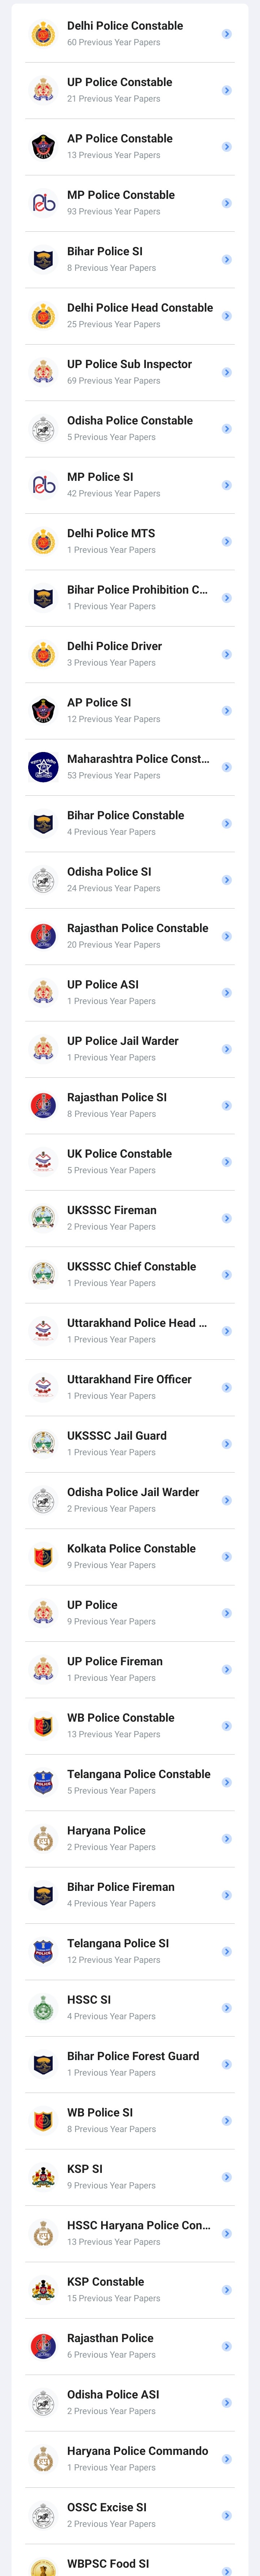 Delhi Police Constable
60 Previous Year Papers
UP Police Constable
21 Previous Year Papers
AP Police Constable
13 Previous Year Papers
MP Police Constable
93 Previous Year Papers
Bihar Police SI
8 Previous Year Papers
Delhi Police Head Constable
25 Previous Year Papers
UP Police Sub Inspector
69 Previous Year Papers
Odisha Police Constable
5 Previous Year Papers
MP Police SI
42 Previous Year Papers
Delhi Police MTS
1 Previous Year Papers
Bihar Police Prohibition C...
1 Previous Year Papers
Delhi Police Driver
3 Previous Year Papers
AP Police SI
12 Previous Year Papers
Maharashtra Police Const...
53 Previous Year Papers
Bihar Police Constable
4 Previous Year Papers
Odisha Police SI
24 Previous Year Papers
Rajasthan Police Constable
20 Previous Year Papers
UP Police ASI
1 Previous Year Papers
UP Police Jail Warder
1 Previous Year Papers
Rajasthan Police SI
8 Previous Year Papers
UK Police Constable
5 Previous Year Papers
UKSSSC Fireman
2 Previous Year Papers
UKSSSC Chief Constable
1 Previous Year Papers
Uttarakhand Police Head ...
1 Previous Year Papers
Uttarakhand Fire Officer
1 Previous Year Papers
UKSSSC Jail Guard
1 Previous Year Papers
Odisha Police Jail Warder
2 Previous Year Papers
Kolkata Police Constable
9 Previous Year Papers
UP Police
9 Previous Year Papers
UP Police Fireman
1 Previous Year Papers
WB Police Constable
13 Previous Year Papers
Telangana Police Constable
5 Previous Year Papers
Haryana Police
2 Previous Year Papers
Bihar Police Fireman
4 Previous Year Papers
POLICE
Telangana Police SI
12 Previous Year Papers
HSSC SI
4 Previous Year Papers
Bihar Police Forest Guard
1 Previous Year Papers
WB Police SI
8 Previous Year Papers
KSP SI
9 Previous Year Papers
HSSC Haryana Police Con...
13 Previous Year Papers
KSP Constable
15 Previous Year Papers
Rajasthan Police
6 Previous Year Papers
Odisha Police ASI
2 Previous Year Papers
Haryana Police Commando
1 Previous Year Papers
OSSC Excise SI
2 Previous Year Papers
WBPSC Food SI